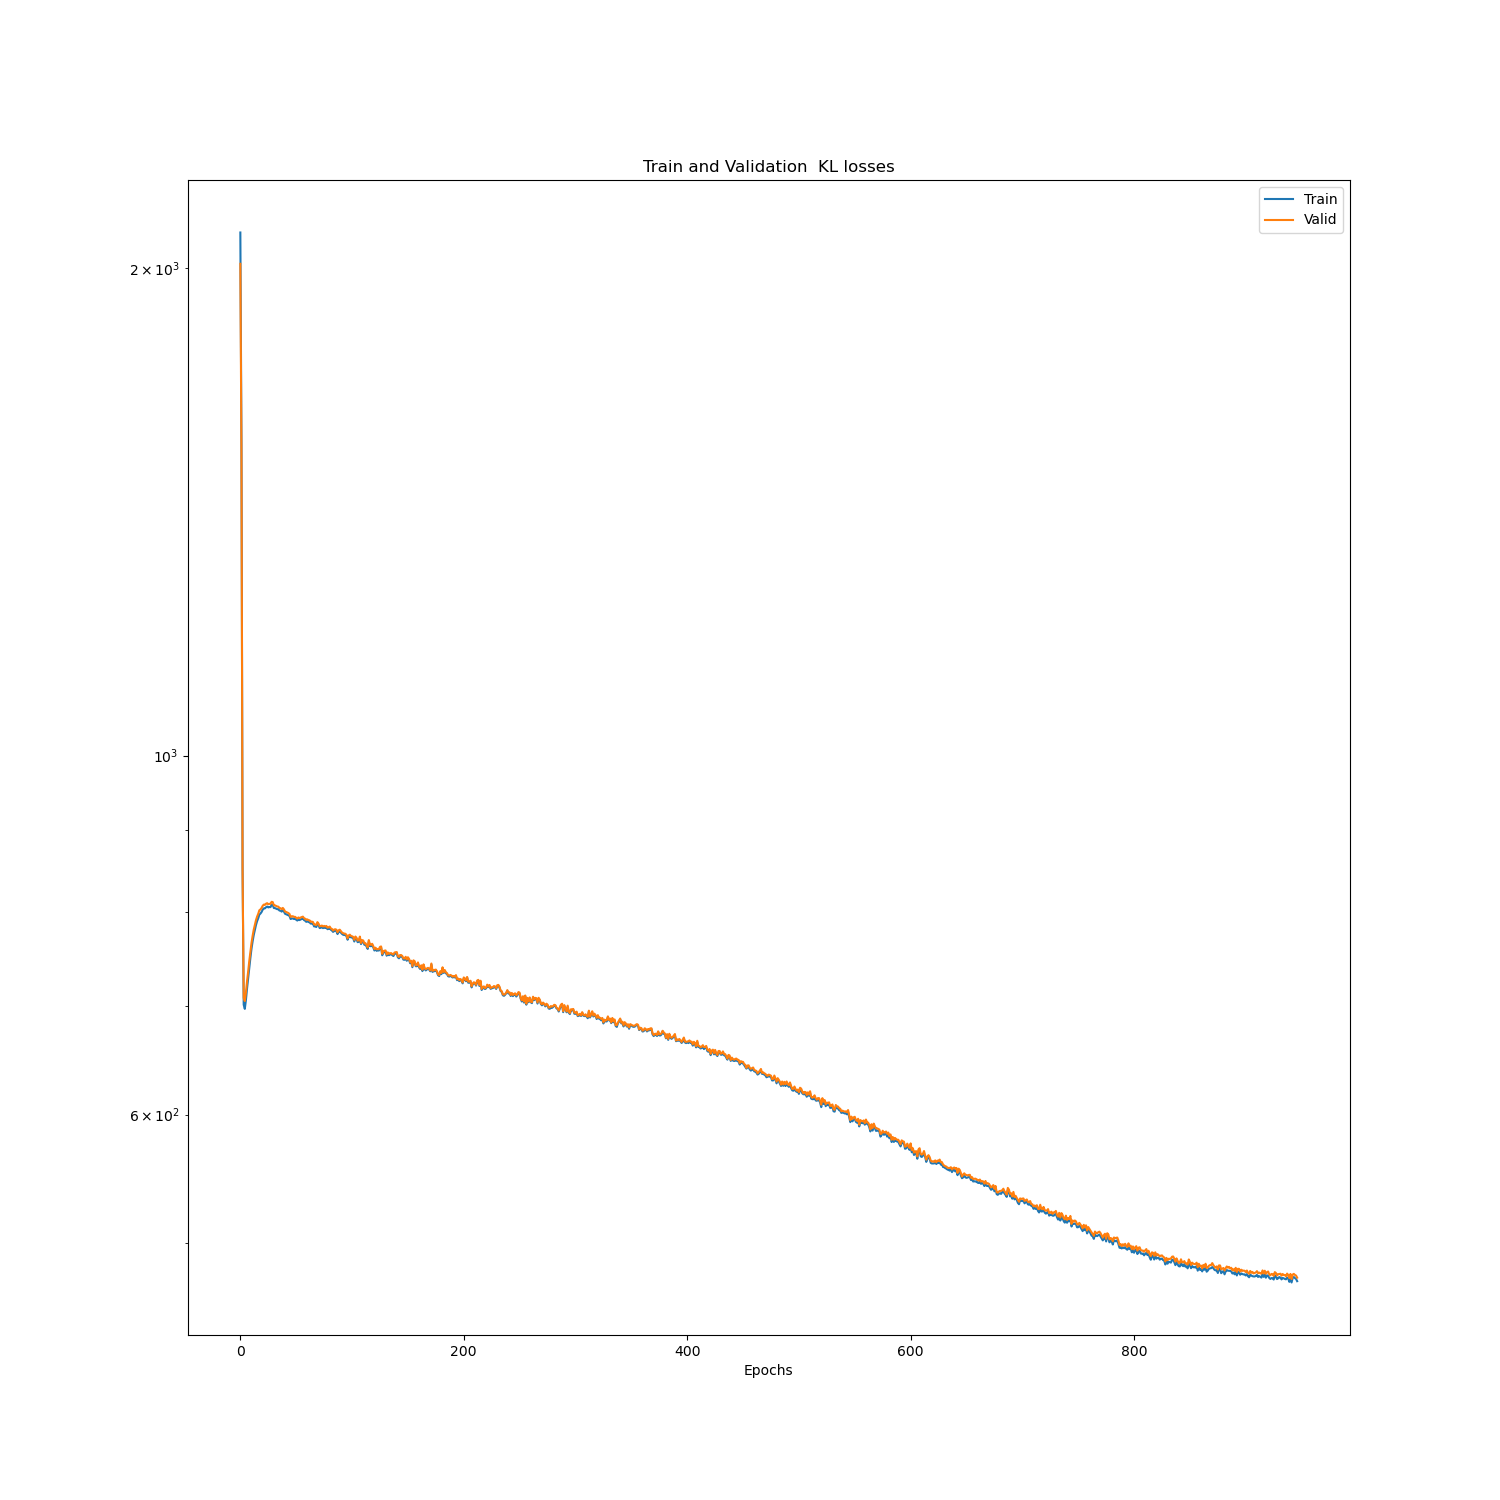 Train and Validation  KL losses
Train
Valid
2 × 10³
10³
6 × 10²
0 200 400 600 800
Epochs